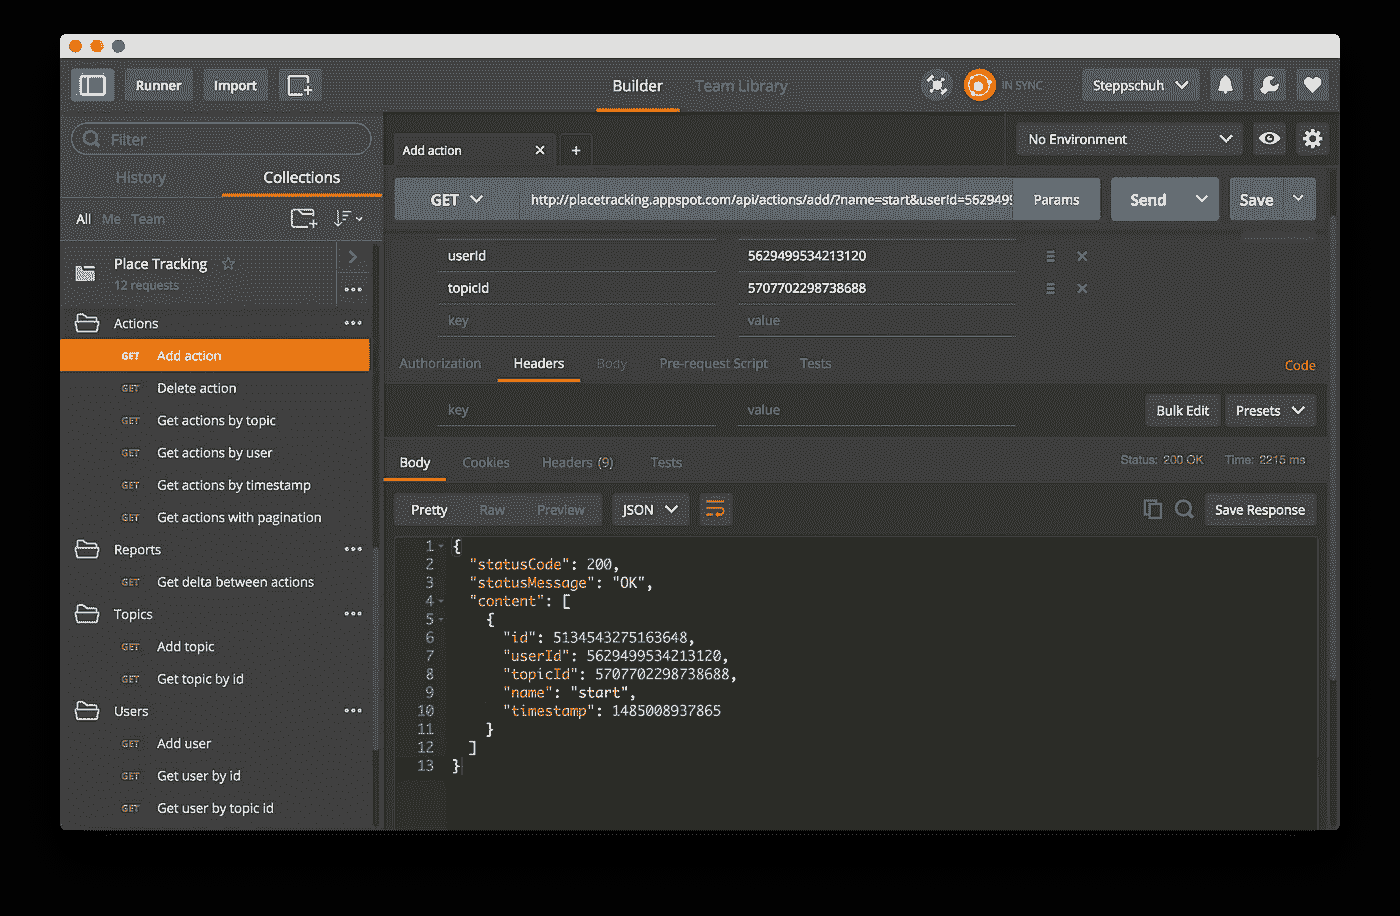 Runner Import Builder Team Library IN SYNC Steppschuh
Filter
History Collections
All Me Team
Place Tracking
12 requests
Actions
GET Add action
GET Delete action
GET Get actions by topic
GET Get actions by user
GET Get actions by timestamp
GET Get actions with pagination
Reports
GET Get delta between actions
Topics
GET Add topic
GET Get topic by id
Users
GET Add user
GET Get user by id
GET Get user by topic id
Add action × + No Environment
GET http://placetracking.appspot.com/api/actions/add/?name=start&userId=5629499 Params Send Save
userId 5629499534213120
topicId 5707702298738688
key value
Authorization Headers Body Pre-request Script Tests Code
key value Bulk Edit Presets
Body Cookies Headers (9) Tests Status: 200 OK Time: 2215 ms
Pretty Raw Preview JSON Save Response
1 {
2 "statusCode": 200,
3 "statusMessage": "OK",
4 "content": [
5 {
6 "id": 5134543275163648,
7 "userId": 5629499534213120,
8 "topicId": 5707702298738688,
9 "name": "start",
10 "timestamp": 1485008937865
11 }
12 ]
13 }